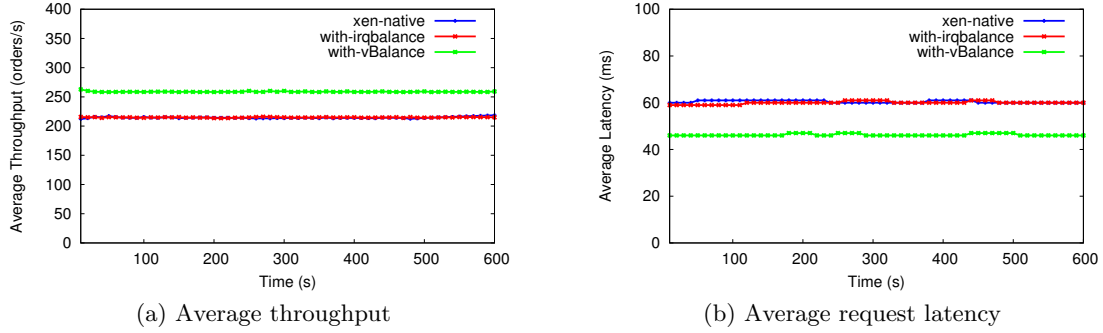 400
350
300
250
200
150
100
50
0
Average Throughput (orders/s)
xen-native
with-irqbalance
with-vBalance
100 200 300 400 500 600
Time (s)
(a) Average throughput
100
80
60
40
20
0
Average Latency (ms)
xen-native
with-irqbalance
with-vBalance
100 200 300 400 500 600
Time (s)
(b) Average request latency